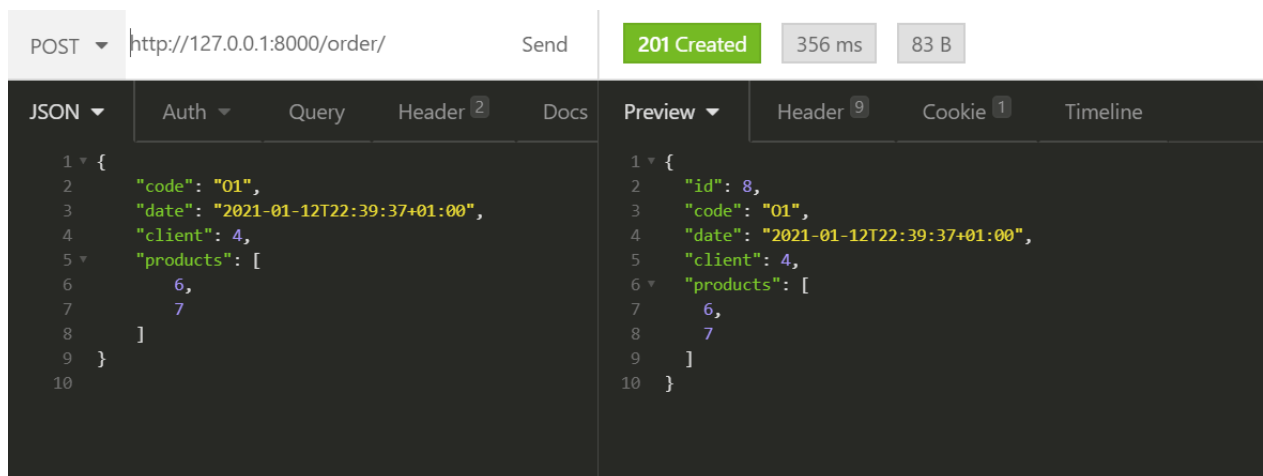 POST http://127.0.0.1:8000/order/ Send 201 Created 356 ms 83 B
JSON Auth Query Header 2 Docs Preview Header 9 Cookie 1 Timeline
1 {
2 "code": "O1",
3 "date": "2021-01-12T22:39:37+01:00",
4 "client": 4,
5 "products": [
6 6,
7 7
8 ]
9 }
10
1 {
2 "id": 8,
3 "code": "O1",
4 "date": "2021-01-12T22:39:37+01:00",
5 "client": 4,
6 "products": [
7 6,
8 7
9 ]
10 }